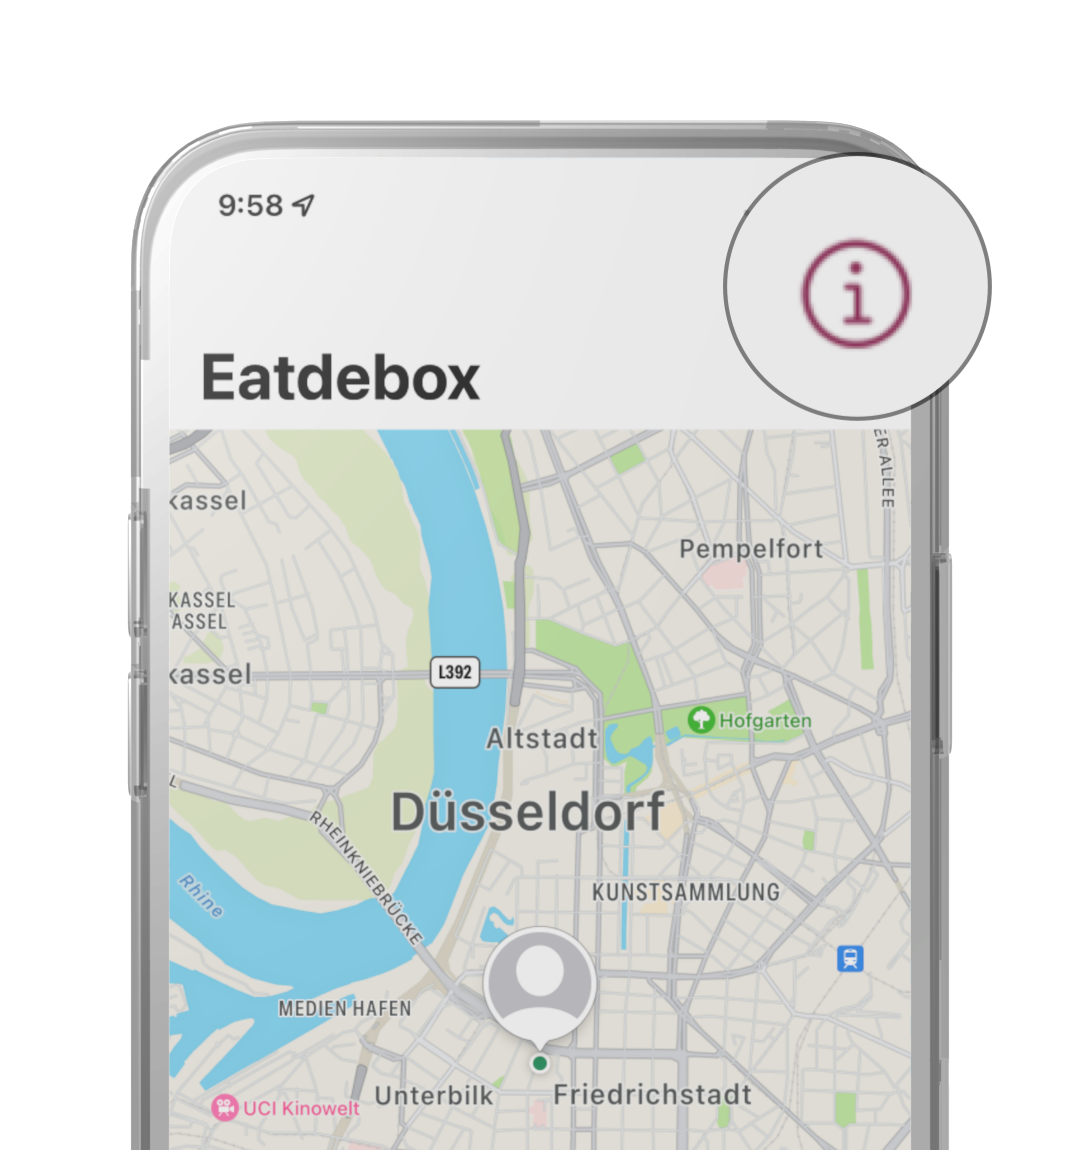 9:58
i
Eatdebox
ER ALLEE
kassel
Pempelfort
KASSEL
ASSEL
kassel
L392
Hofgarten
Altstadt
L
Düsseldorf
RHEINKNIEBRÜCKE
Rhine
KUNSTSAMMLUNG
MEDIEN HAFEN
Unterbilk
Friedrichstadt
UCI Kinowelt